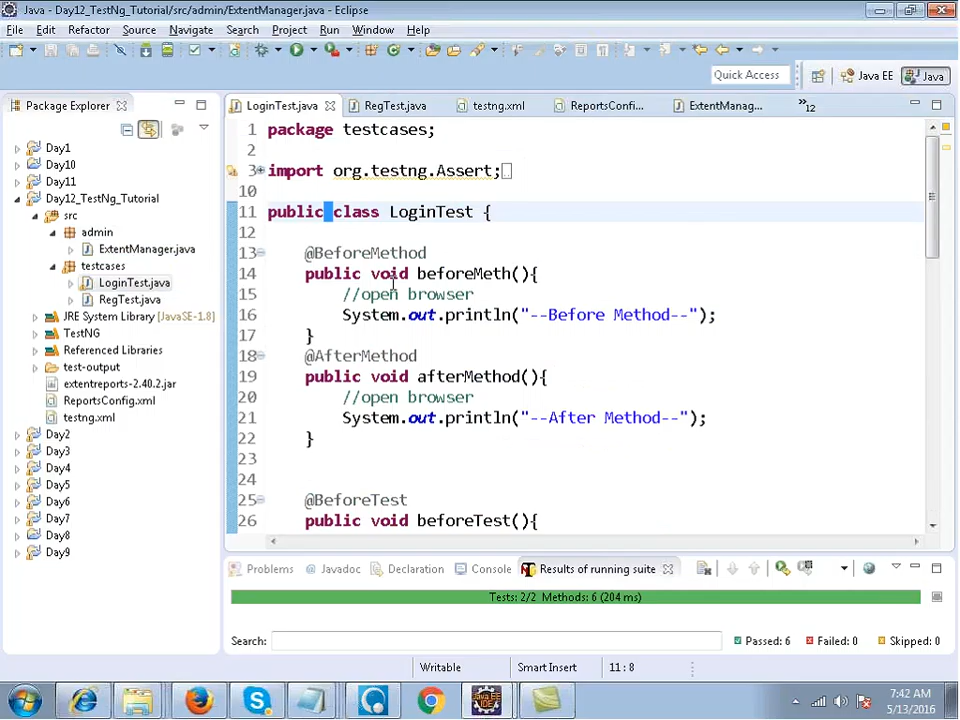 Java - Day12_TestNg_Tutorial/src/admin/ExtentManager.java - Eclipse
File Edit Refactor Source Navigate Search Project Run Window Help
Quick Access Java EE Java
Package Explorer
LoginTest.java RegTest.java testng.xml ReportsConfi... ExtentManag... »12
Day1
Day10
Day11
Day12_TestNg_Tutorial
src
admin
ExtentManager.java
testcases
LoginTest.java
RegTest.java
JRE System Library [JavaSE-1.8]
TestNG
Referenced Libraries
test-output
extentreports-2.40.2.jar
ReportsConfig.xml
testng.xml
Day2
Day3
Day4
Day5
Day6
Day7
Day8
Day9
1 package testcases;
2
3 import org.testng.Assert;
10
11 public class LoginTest {
12
13 @BeforeMethod
14 public void beforeMeth(){
15 //open browser
16 System.out.println("--Before Method--");
17 }
18 @AfterMethod
19 public void afterMethod(){
20 //open browser
21 System.out.println("--After Method--");
22 }
23
24
25 @BeforeTest
26 public void beforeTest(){
Problems Javadoc Declaration Console Results of running suite
Tests: 2/2 Methods: 6 (204 ms)
Search: Passed: 6 Failed: 0 Skipped: 0
Writable Smart Insert 11 : 8
7:42 AM
5/13/2016